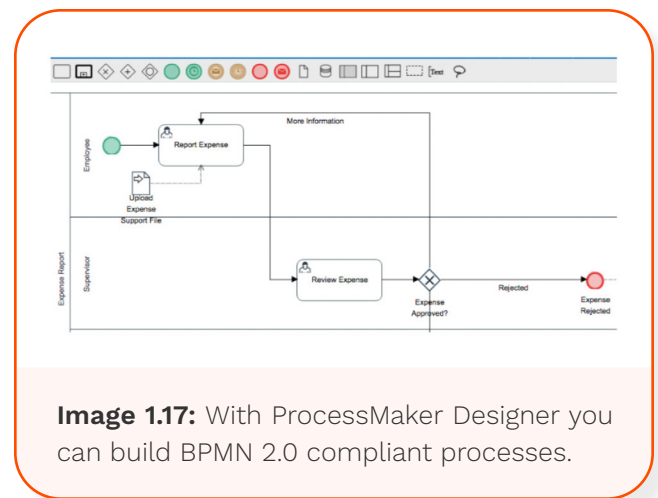 Text
Expense Report
Employee
Supervisor
More Information
Report Expense
Upload
Expense
Support File
Review Expense
Expense
Approved?
Rejected
Expense
Rejected
Image 1.17: With ProcessMaker Designer you
can build BPMN 2.0 compliant processes.